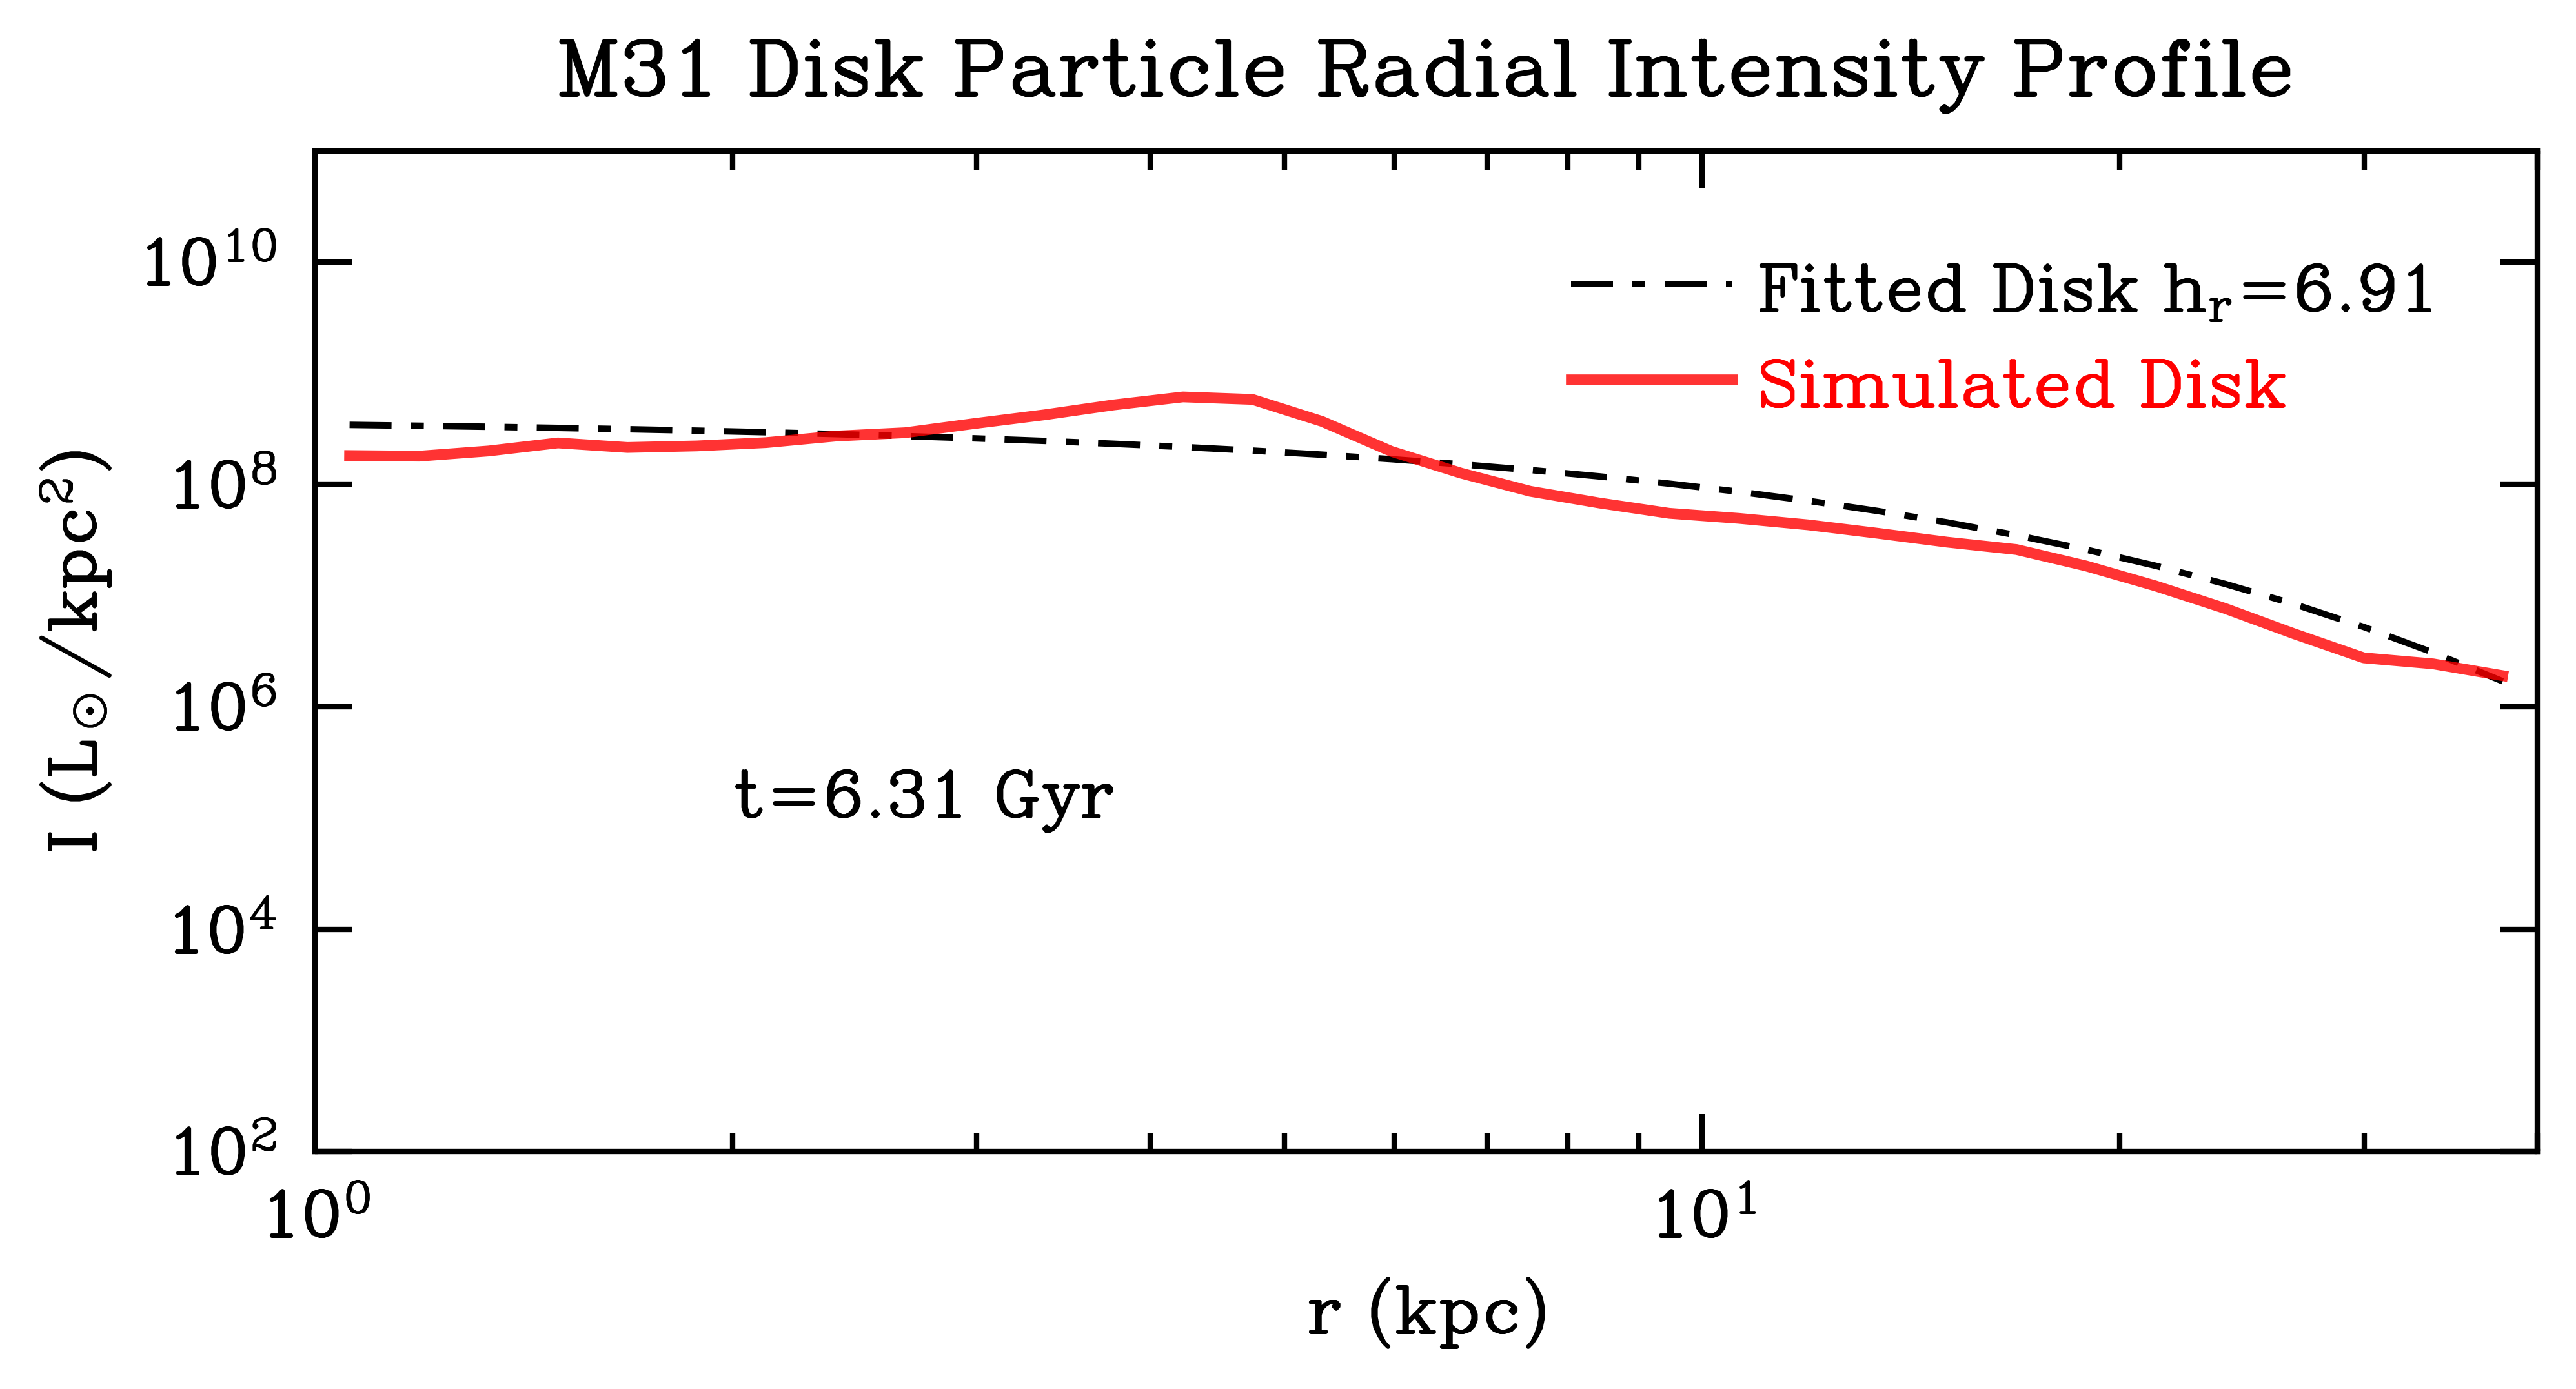 M31 Disk Particle Radial Intensity Profile
10¹⁰
10⁸
10⁶
10⁴
10²
I (L⊙/kpc²)
Fitted Disk hᵣ=6.91
Simulated Disk
t=6.31 Gyr
10⁰
10¹
r (kpc)